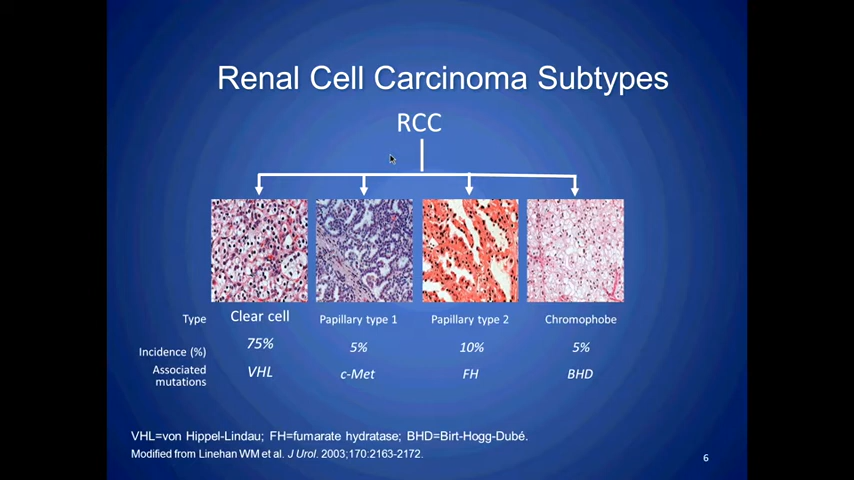 Renal Cell Carcinoma Subtypes
RCC
Type Clear cell Papillary type 1 Papillary type 2 Chromophobe
Incidence (%) 75% 5% 10% 5%
Associated mutations VHL c-Met FH BHD
VHL=von Hippel-Lindau; FH=fumarate hydratase; BHD=Birt-Hogg-Dubé.
Modified from Linehan WM et al. J Urol. 2003;170:2163-2172.
6